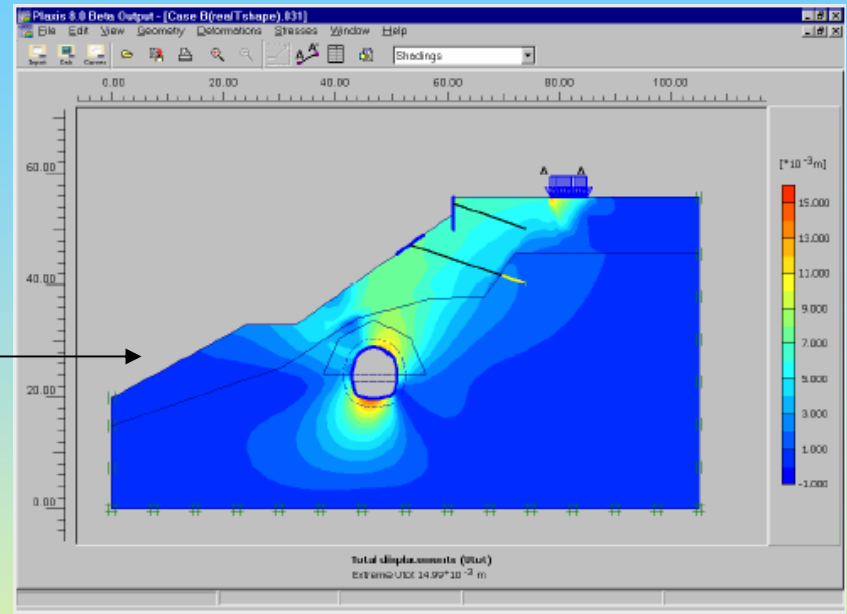 Plaxis 8.0 Beta Output - [Case B(realTshape).031]
File Edit View Geometry Deformations Stresses Window Help
Input Calc Curves Shadings
0.00 20.00 40.00 60.00 80.00 100.00
60.00
40.00
20.00
0.00
A A
[*10 -3 m]
15.000
13.000
11.000
9.000
7.000
5.000
3.000
1.000
-1.000
Total displacements (Utot)
Extreme Utot 14.99*10 -3 m